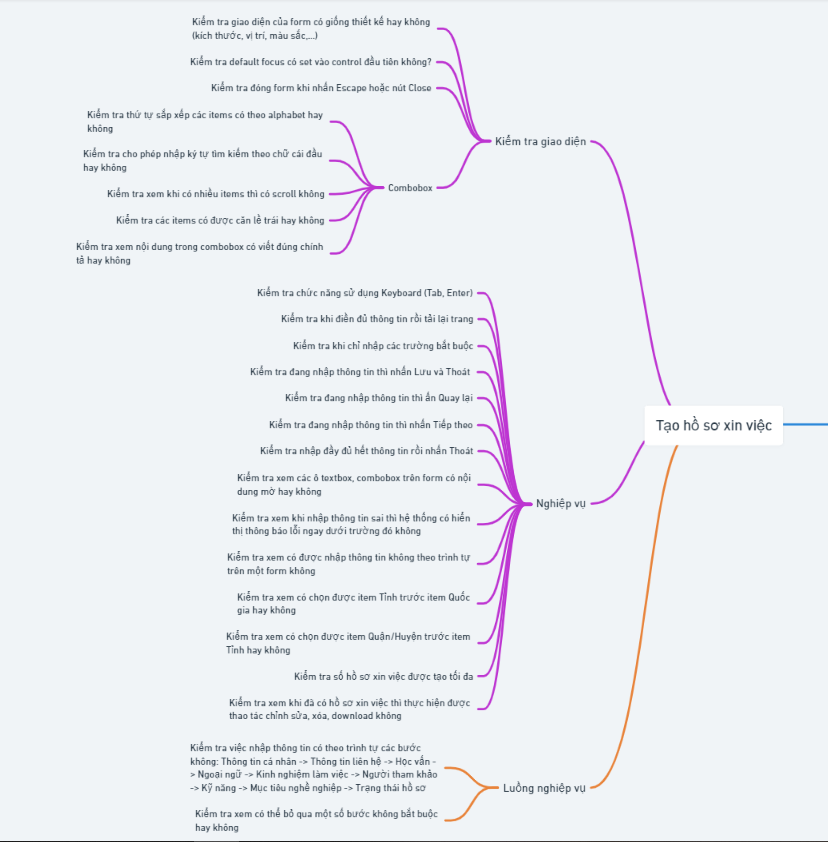 Kiểm tra giao diện của form có giống thiết kế hay không
(kích thước, vị trí, màu sắc,...)
Kiểm tra default focus có set vào control đầu tiên không?
Kiểm tra đóng form khi nhấn Escape hoặc nút Close
Kiểm tra thứ tự sắp xếp các items có theo alphabet hay
không
Kiểm tra giao diện
Kiểm tra cho phép nhập ký tự tìm kiếm theo chữ cái đầu
hay không
Combobox
Kiểm tra xem khi có nhiều items thì có scroll không
Kiểm tra các items có được căn lề trái hay không
Kiểm tra xem nội dung trong combobox có viết đúng chính
tả hay không
Kiểm tra chức năng sử dụng Keyboard (Tab, Enter)
Kiểm tra khi điền đủ thông tin rồi tải lại trang
Kiểm tra khi chỉ nhập các trường bắt buộc
Kiểm tra đang nhập thông tin thì nhấn Lưu và Thoát
Kiểm tra đang nhập thông tin thì ấn Quay lại
Kiểm tra đang nhập thông tin thì nhấn Tiếp theo
Tạo hồ sơ xin việc
Kiểm tra nhập đầy đủ hết thông tin rồi nhấn Thoát
Kiểm tra xem các ô textbox, combobox trên form có nội
dung mờ hay không
Nghiệp vụ
Kiểm tra xem khi nhập thông tin sai thì hệ thống có hiển
thị thông báo lỗi ngay dưới trường đó không
Kiểm tra xem có được nhập thông tin không theo trình tự
trên một form không
Kiểm tra xem có chọn được item Tỉnh trước item Quốc
gia hay không
Kiểm tra xem có chọn được item Quận/Huyện trước item
Tỉnh hay không
Kiểm tra số hồ sơ xin việc được tạo tối đa
Kiểm tra xem khi đã có hồ sơ xin việc thì thực hiện được
thao tác chỉnh sửa, xóa, download không
Kiểm tra việc nhập thông tin có theo trình tự các bước
không: Thông tin cá nhân -> Thông tin liên hệ -> Học vấn -
> Ngoại ngữ -> Kinh nghiệm làm việc -> Người tham khảo
-> Kỹ năng -> Mục tiêu nghề nghiệp -> Trạng thái hồ sơ
Luồng nghiệp vụ
Kiểm tra xem có thể bỏ qua một số bước không bắt buộc
hay không